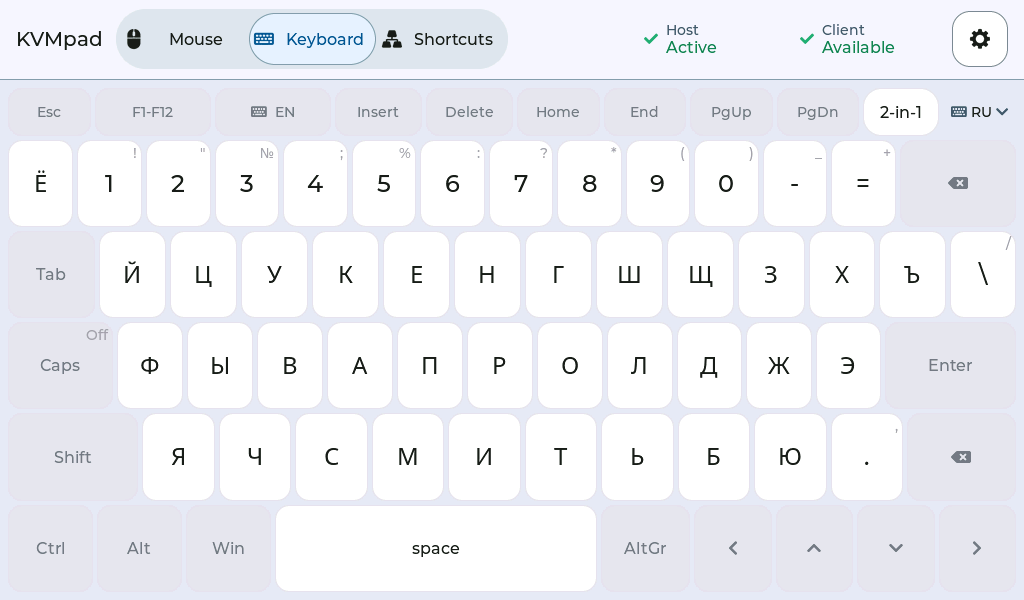 KVMpad Mouse Keyboard Shortcuts Host Active Client Available
Esc F1-F12 EN Insert Delete Home End PgUp PgDn 2-in-1 RU
Ё 1 ! 2 " 3 № 4 ; 5 % 6 : 7 ? 8 * 9 ( 0 ) - _ = +
Tab Й Ц У К Е Н Г Ш Щ З Х Ъ \ /
Caps Off Ф Ы В А П Р О Л Д Ж Э Enter
Shift Я Ч С М И Т Ь Б Ю . ,
Ctrl Alt Win space AltGr